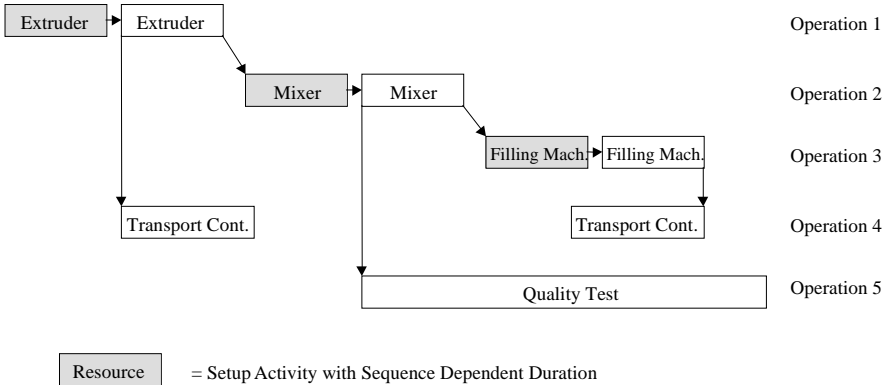 Extruder Extruder Operation 1
Mixer Mixer Operation 2
Filling Mach. Filling Mach. Operation 3
Transport Cont. Transport Cont. Operation 4
Quality Test Operation 5
Resource = Setup Activity with Sequence Dependent Duration